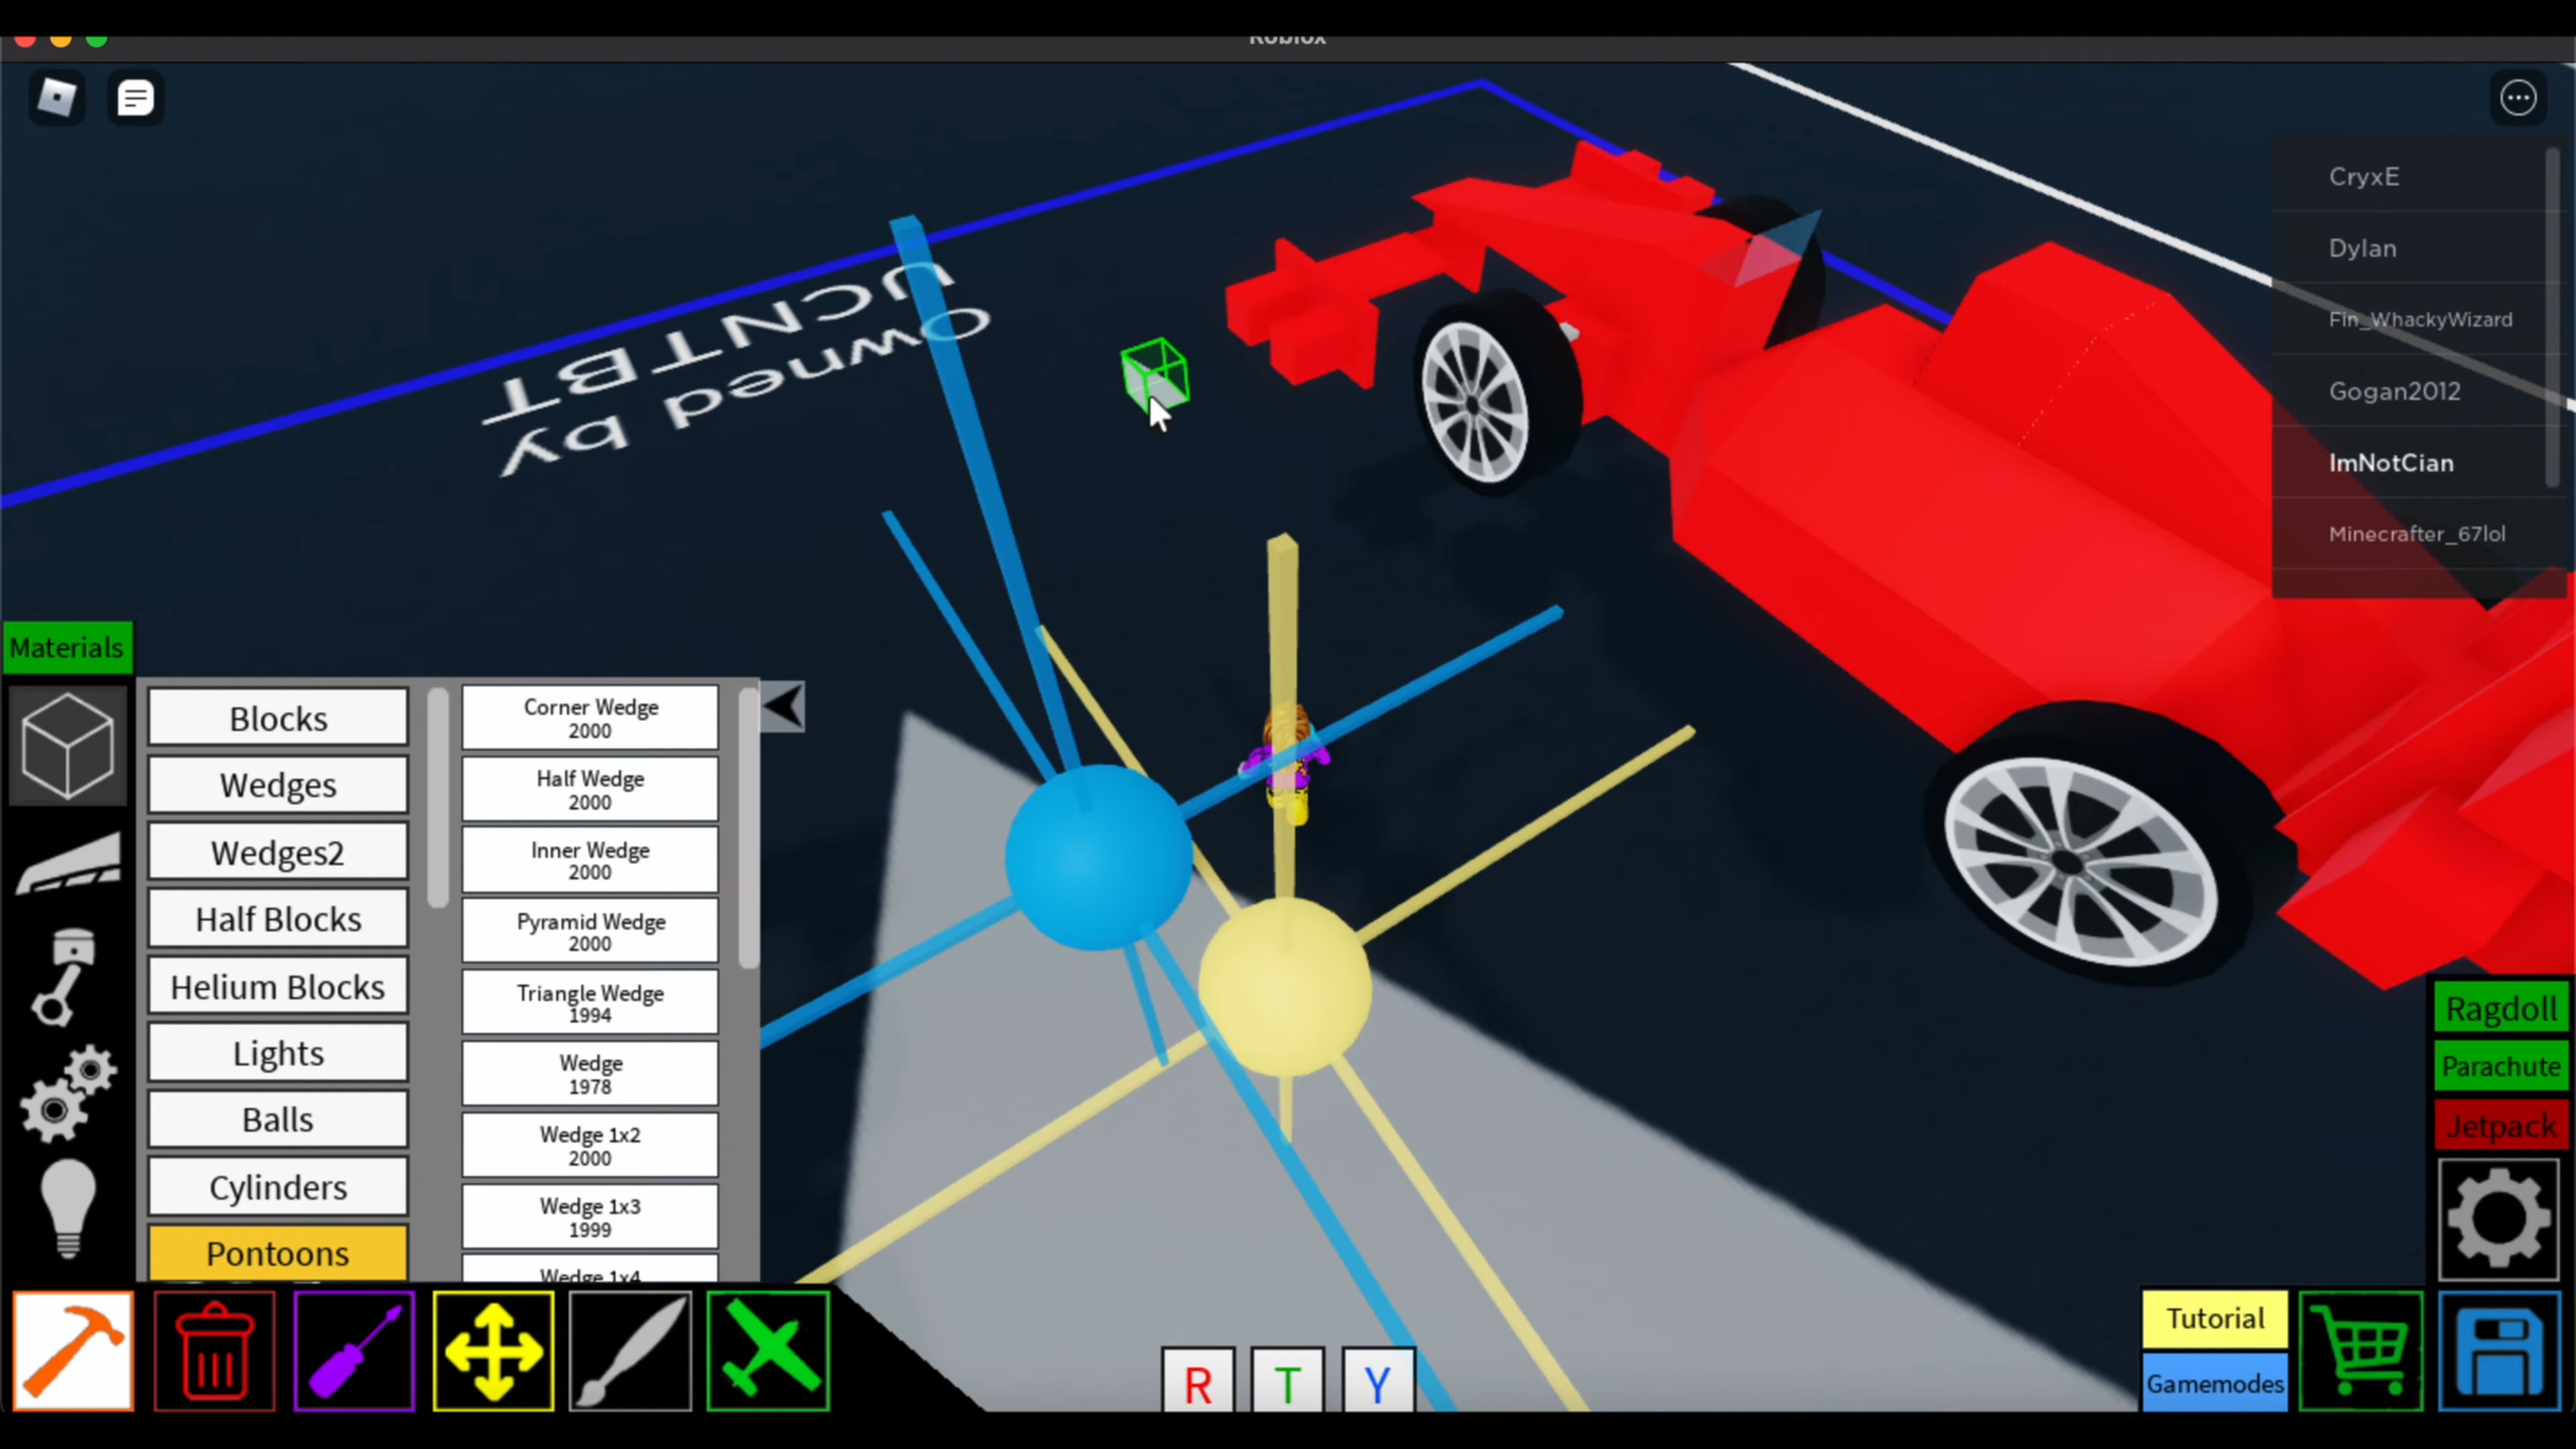 Roblox
CryxE
Dylan
Fin_WhackyWizard
Gogan2012
ImNotCian
Minecrafter_67lol
Owned by
UCNTBT
Materials
Blocks
Wedges
Wedges2
Half Blocks
Helium Blocks
Lights
Balls
Cylinders
Pontoons
Corner Wedge
2000
Half Wedge
2000
Inner Wedge
2000
Pyramid Wedge
2000
Triangle Wedge
1994
Wedge
1978
Wedge 1x2
2000
Wedge 1x3
1999
Wedge 1x4
Ragdoll
Parachute
Jetpack
Tutorial
Gamemodes
R T Y